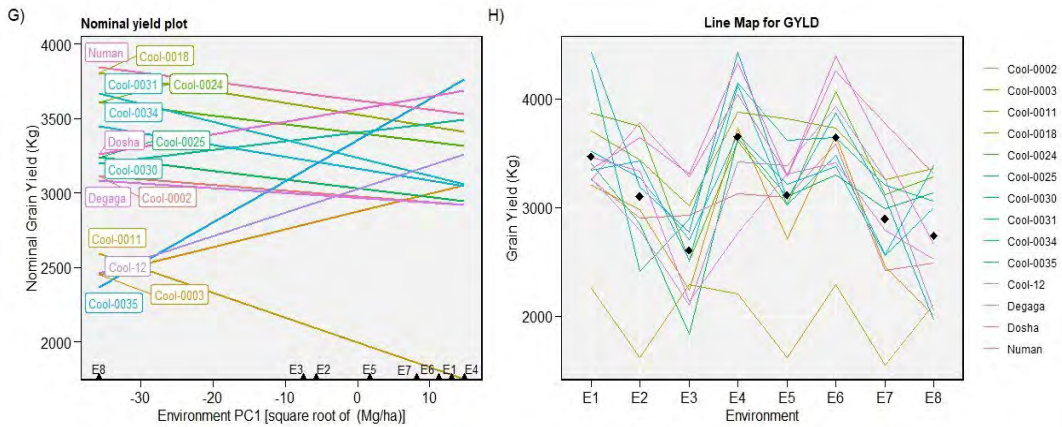 G)
Nominal yield plot
4000
3500
3000
2500
2000
Nominal Grain Yield (Kg)
Numan
Cool-0018
Cool-0031
Cool-0024
Cool-0034
Dosha
Cool-0025
Cool-0030
Degaga
Cool-0002
Cool-0011
Cool-12
Cool-0003
Cool-0035
E8
E3
E2
E5
E7
E6
E1
E4
-30
-20
-10
0
10
Environment PC1 [square root of (Mg/ha)]
H)
Line Map for GYLD
4000
3000
2000
Grain Yield (Kg)
E1
E2
E3
E4
E5
E6
E7
E8
Environment
Cool-0002
Cool-0003
Cool-0011
Cool-0018
Cool-0024
Cool-0025
Cool-0030
Cool-0031
Cool-0034
Cool-0035
Cool-12
Degaga
Dosha
Numan